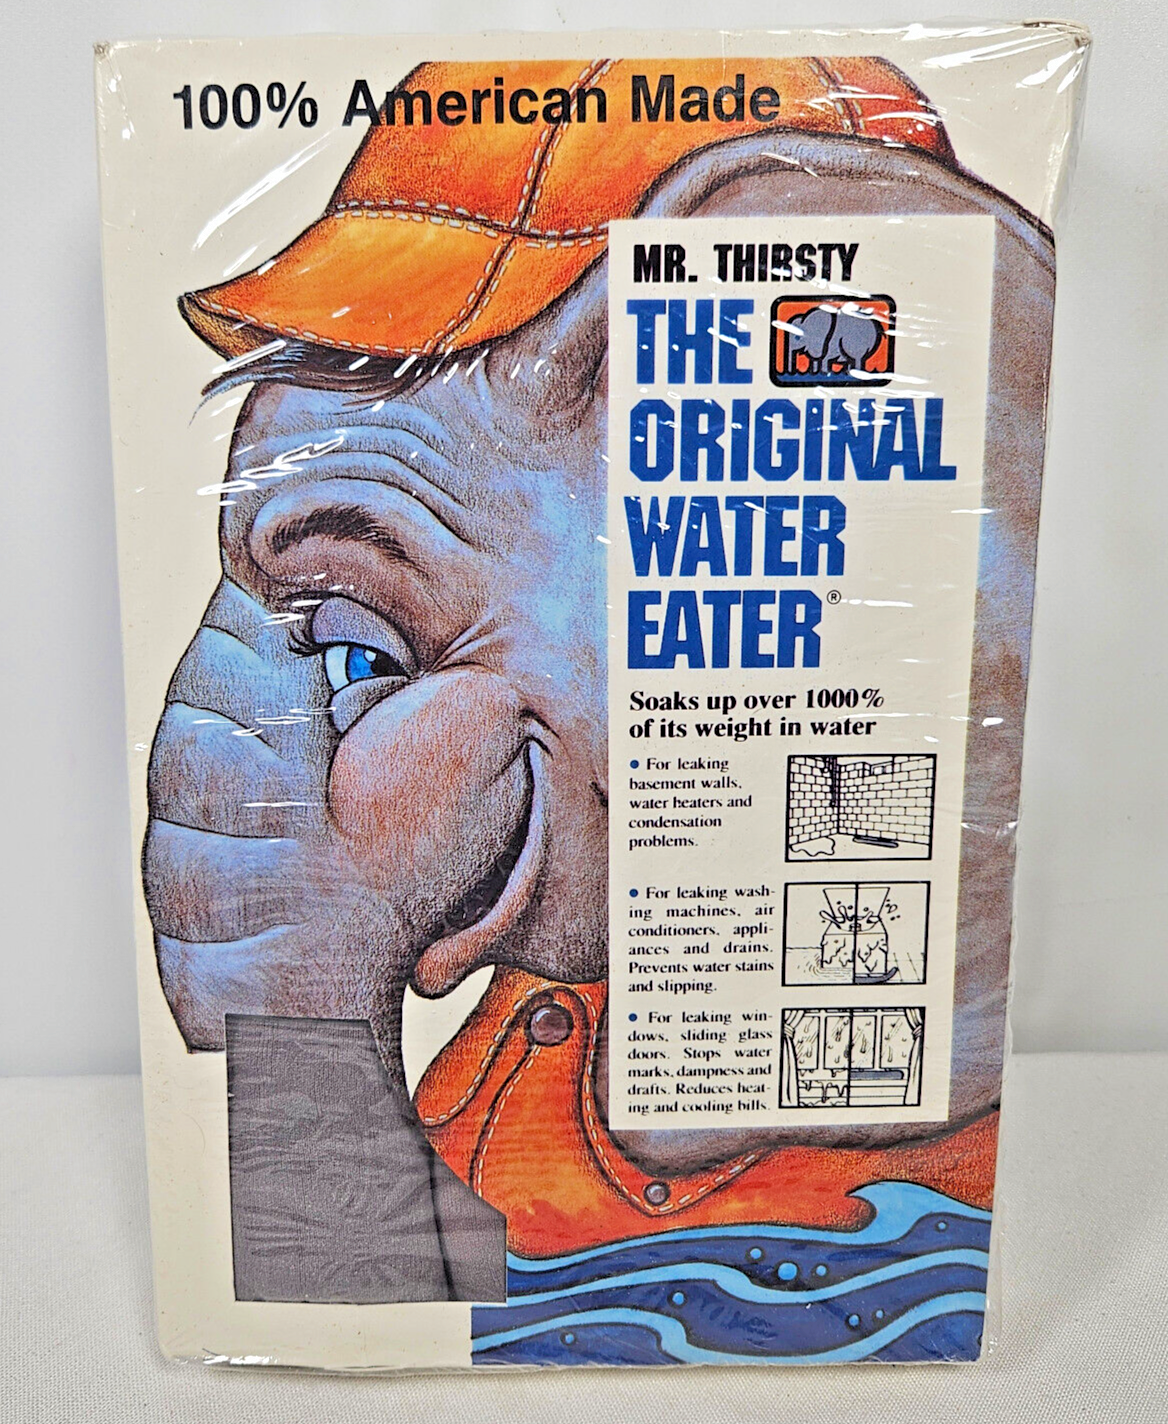 100% American Made
MR. THIRSTY
THE
ORIGINAL
WATER
EATER®
Soaks up over 1000%
of its weight in water
• For leaking
basement walls,
water heaters and
condensation
problems.
• For leaking wash-
ing machines, air
conditioners, appli-
ances and drains.
Prevents water stains
and slipping.
• For leaking win-
dows, sliding glass
doors. Stops water
marks, dampness and
drafts. Reduces heat-
ing and cooling bills.